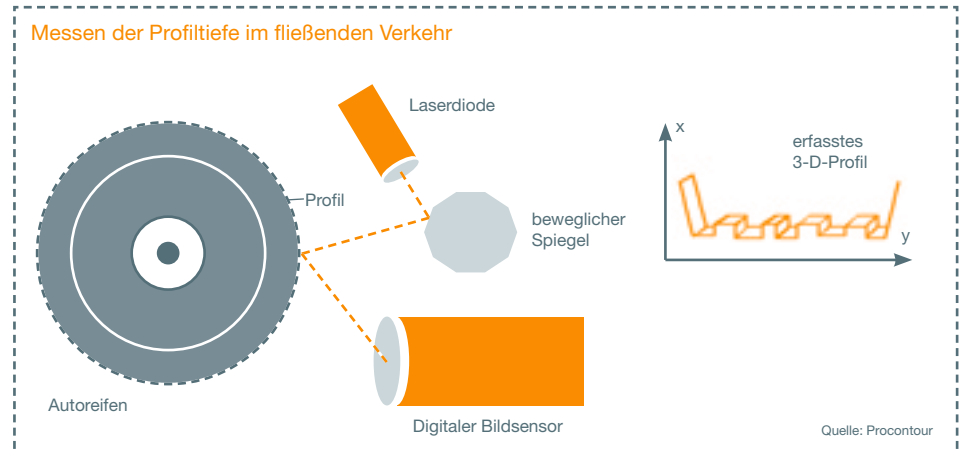 Messen der Profiltiefe im fließenden Verkehr
Laserdiode
Profil
beweglicher
Spiegel
x
erfasstes
3-D-Profil
y
Autoreifen
Digitaler Bildsensor
Quelle: Procontour